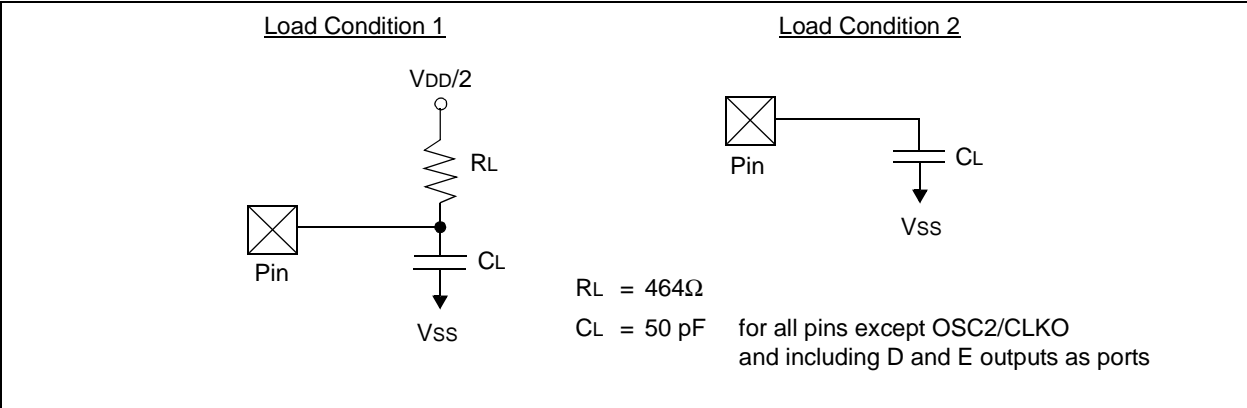 Load Condition 1
VDD/2
RL
Pin
CL
VSS
Load Condition 2
Pin
CL
VSS
RL = 464Ω
CL = 50 pF for all pins except OSC2/CLKO
and including D and E outputs as ports